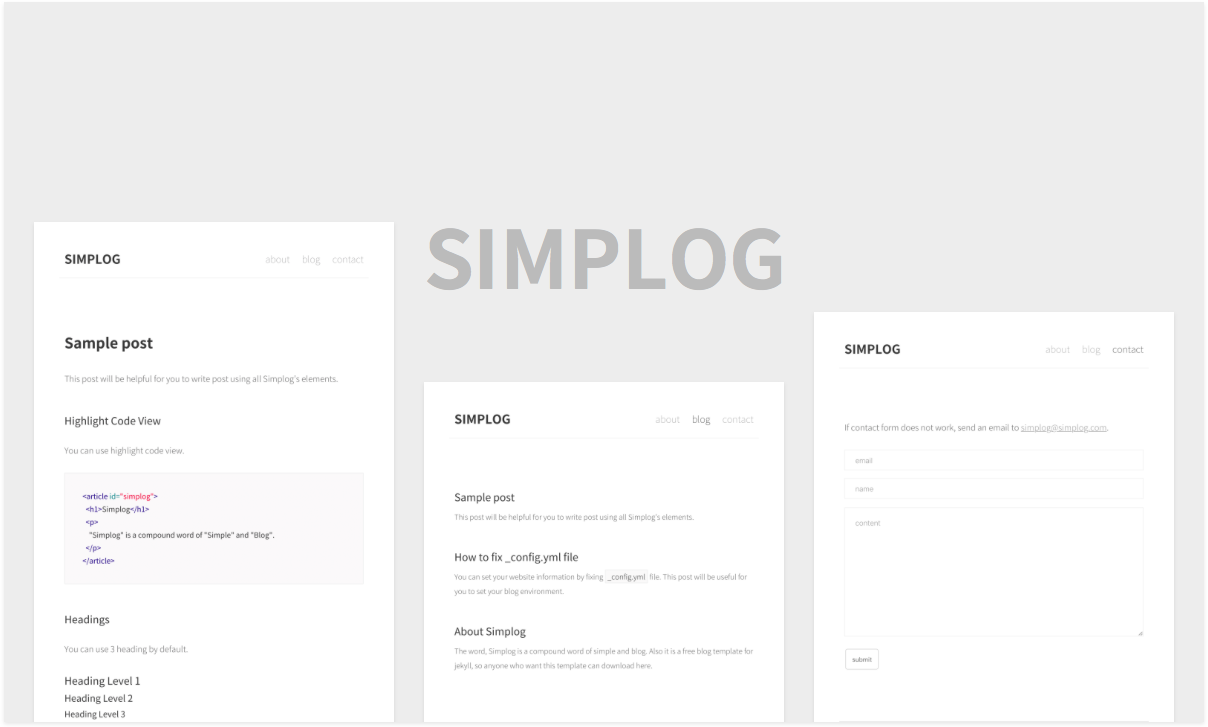 SIMPLOG
SIMPLOG
about blog contact
Sample post
This post will be helpful for you to write post using all Simplog's elements.
Highlight Code View
You can use highlight code view.
<article id="simplog">
<h1>Simplog</h1>
<p>
"Simplog" is a compound word of "Simple" and "Blog".
</p>
</article>
Headings
You can use 3 heading by default.
Heading Level 1
Heading Level 2
Heading Level 3
SIMPLOG
about blog contact
Sample post
This post will be helpful for you to write post using all Simplog's elements.
How to fix _config.yml file
You can set your website information by fixing _config.yml file. This post will be useful for
you to set your blog environment.
About Simplog
The word, Simplog is a compound word of simple and blog. Also it is a free blog template for
jekyll, so anyone who want this template can download here.
SIMPLOG
about blog contact
If contact form does not work, send an email to simplog@simplog.com.
email
name
content
submit